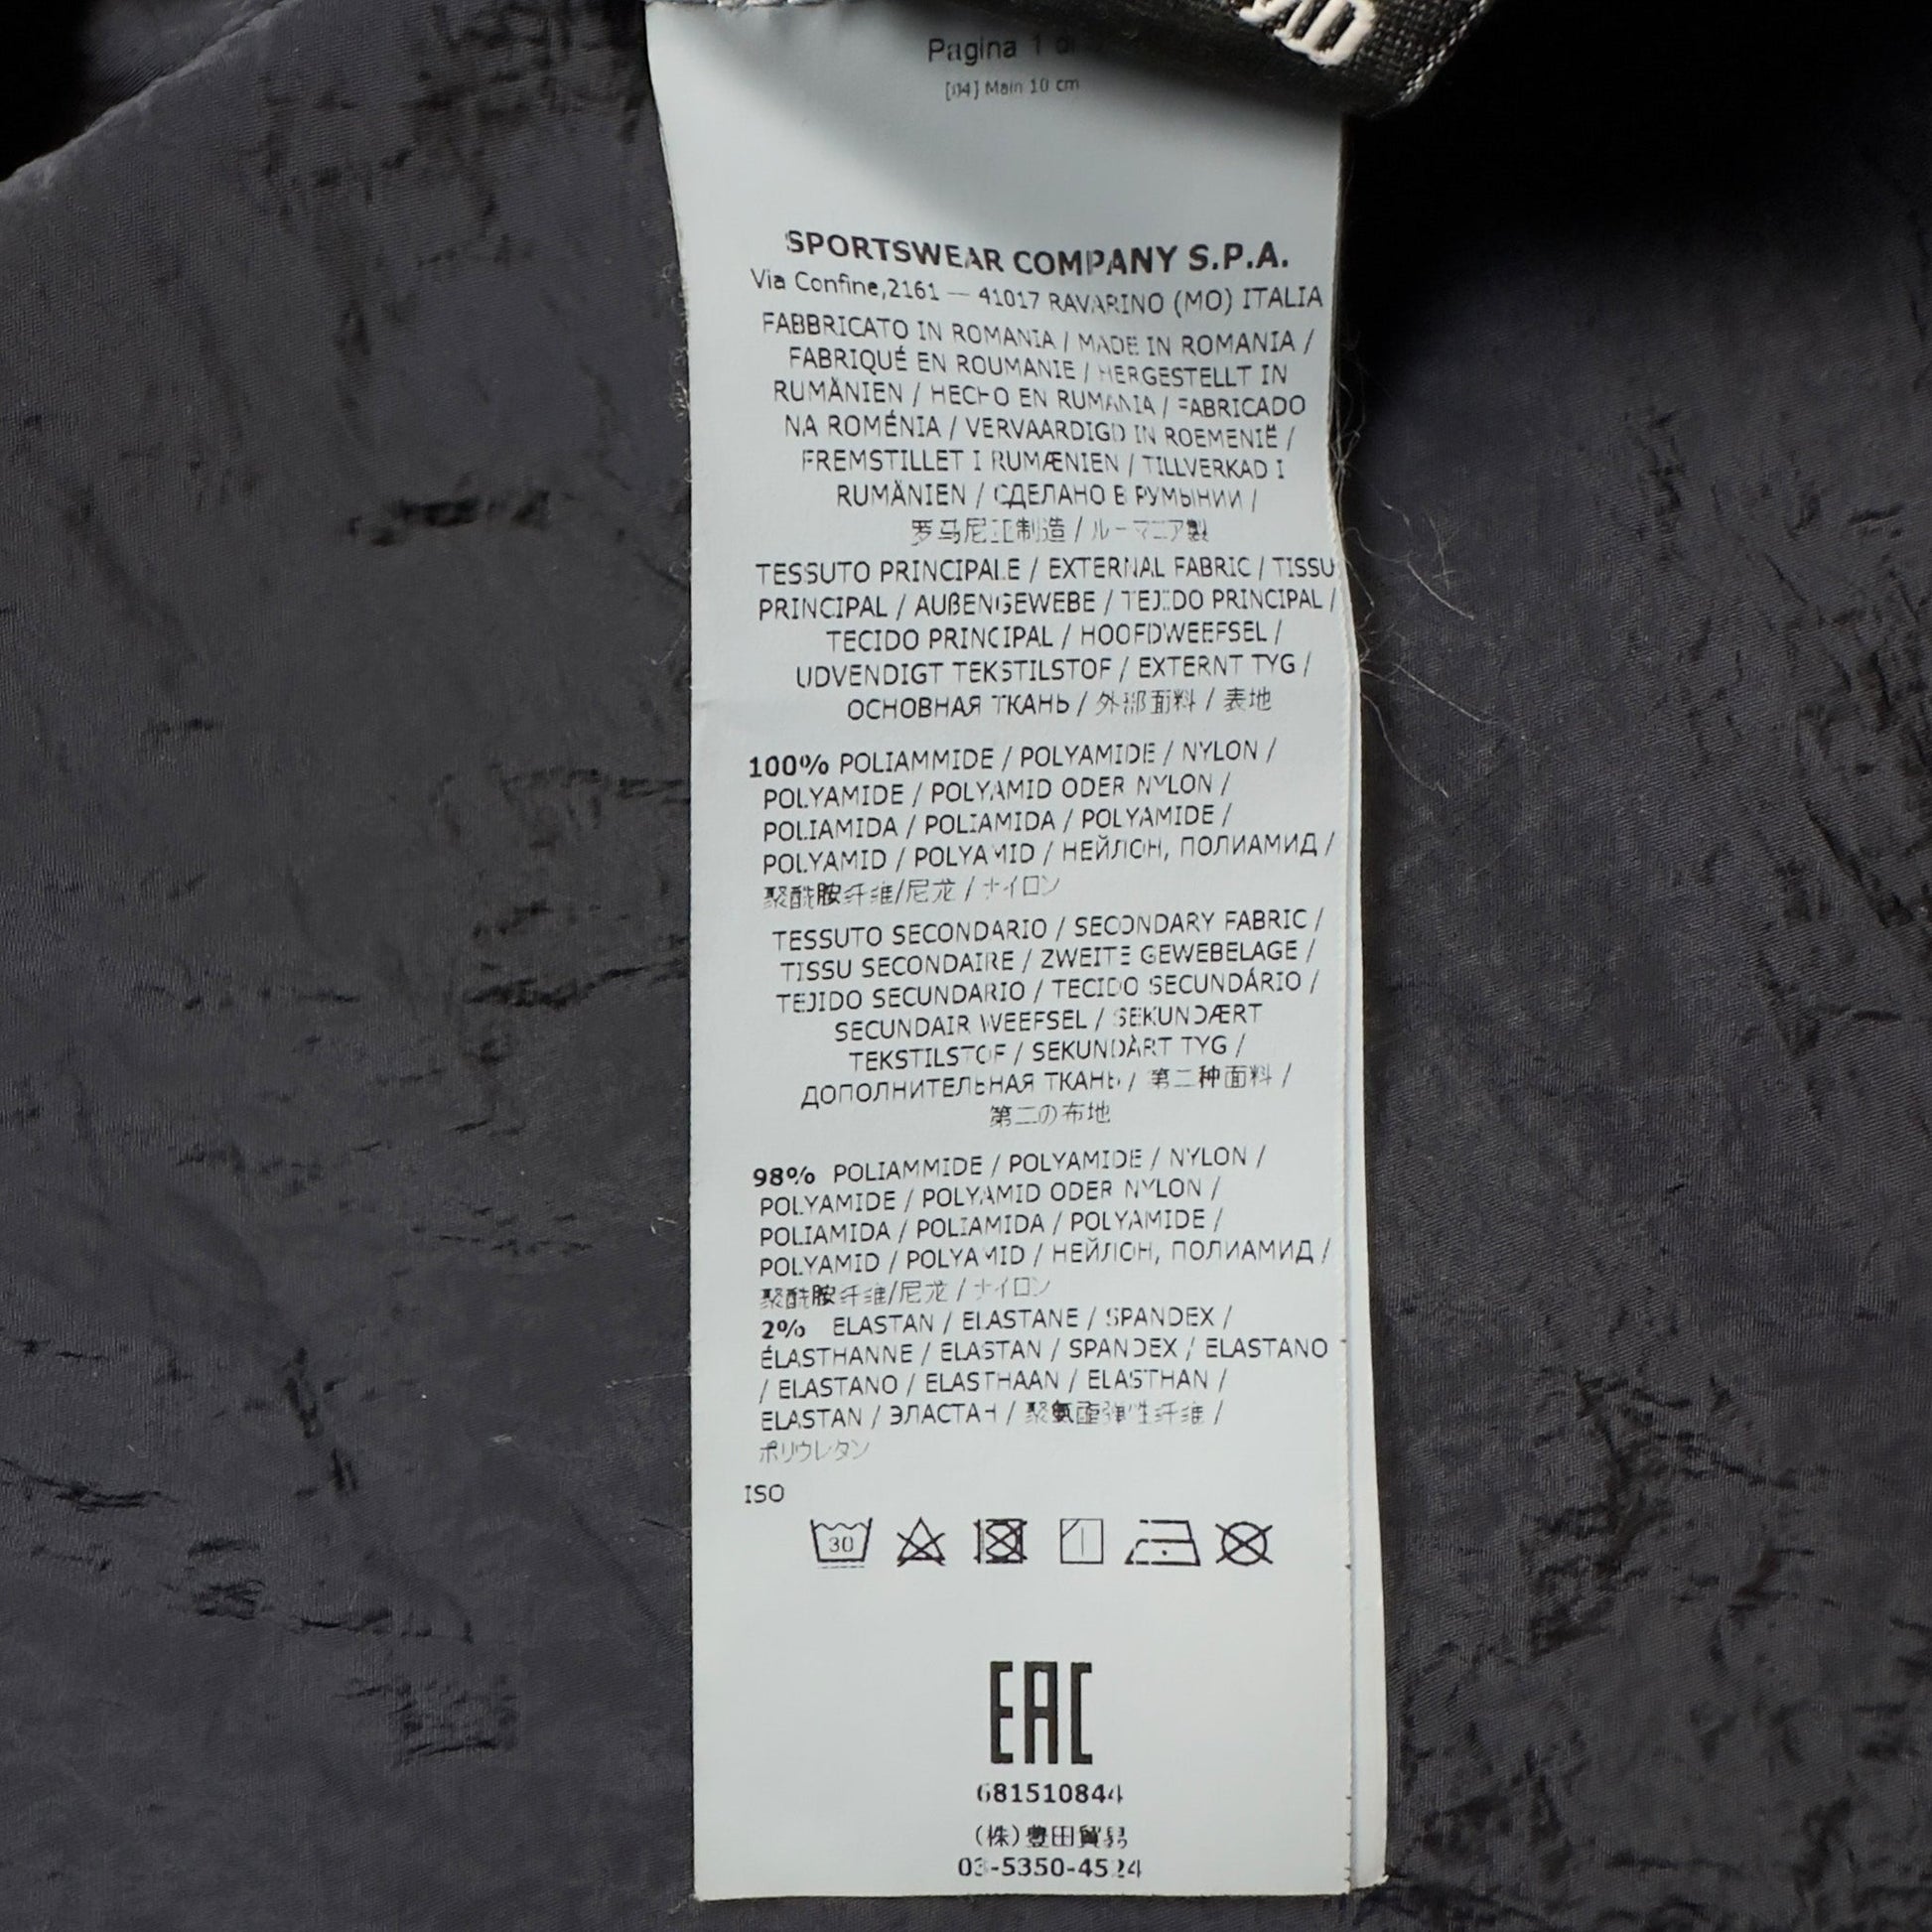 Pagina 1 di
[04] Main 10 cm
SPORTSWEAR COMPANY S.P.A.
Via Confine,2161 — 41017 RAVARINO (MO) ITALIA
FABBRICATO IN ROMANIA / MADE IN ROMANIA /
FABRIQUÉ EN ROUMANIE / HERGESTELLT IN
RUMÄNIEN / HECHO EN RUMANIA / FABRICADO
NA ROMÉNIA / VERVAARDIGD IN ROEMENIË /
FREMSTILLET I RUMÆNIEN / TILLVERKAD I
RUMÄNIEN / СДЕЛАНО В РУМЫНИИ /
罗马尼亚制造 / ルーマニア製
TESSUTO PRINCIPALE / EXTERNAL FABRIC / TISSU
PRINCIPAL / AUßENGEWEBE / TEJIDO PRINCIPAL /
TECIDO PRINCIPAL / HOOFDWEEFSEL /
UDVENDIGT TEKSTILSTOF / EXTERNT TYG /
ОСНОВНАЯ ТКАНЬ / 外部面料 / 表地
100% POLIAMMIDE / POLYAMIDE / NYLON /
POLYAMIDE / POLYAMID ODER NYLON /
POLIAMIDA / POLIAMIDA / POLYAMIDE /
POLYAMID / POLYAMID / НЕЙЛОН, ПОЛИАМИД /
聚酰胺纤维/尼龙 / ナイロン
TESSUTO SECONDARIO / SECONDARY FABRIC /
TISSU SECONDAIRE / ZWEITE GEWEBELAGE /
TEJIDO SECUNDARIO / TECIDO SECUNDÁRIO /
SECUNDAIR WEEFSEL / SEKUNDÆRT
TEKSTILSTOF / SEKUNDÄRT TYG /
ДОПОЛНИТЕЛЬНАЯ ТКАНЬ / 第二种面料 /
第二の布地
98% POLIAMMIDE / POLYAMIDE / NYLON /
POLYAMIDE / POLYAMID ODER NYLON /
POLIAMIDA / POLIAMIDA / POLYAMIDE /
POLYAMID / POLYAMID / НЕЙЛОН, ПОЛИАМИД /
聚酰胺纤维/尼龙 / ナイロン
2% ELASTAN / ELASTANE / SPANDEX /
ÉLASTHANNE / ELASTAN / SPANDEX / ELASTANO
/ ELASTANO / ELASTHAAN / ELASTHAN /
ELASTAN / ЭЛАСТАН / 聚氨酯弹性纤维 /
ポリウレタン
ISO
30
EAC
681510844
(株)豊田貿易
03-5350-4524